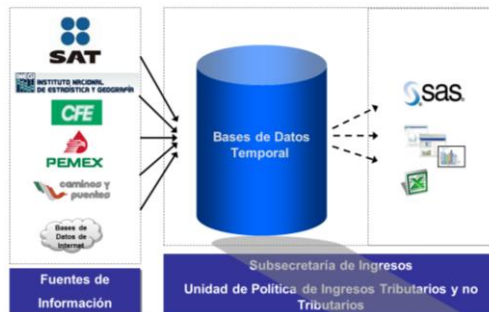 SAT
INSTITUTO NACIONAL
DE ESTADÍSTICA Y GEOGRAFÍA
CFE
PEMEX
caminos y
puentes
Bases de
Datos de
Internet
Fuentes de
Información
Bases de Datos
Temporal
sas
Subsecretaría de Ingresos
Unidad de Política de Ingresos Tributarios y no
Tributarios